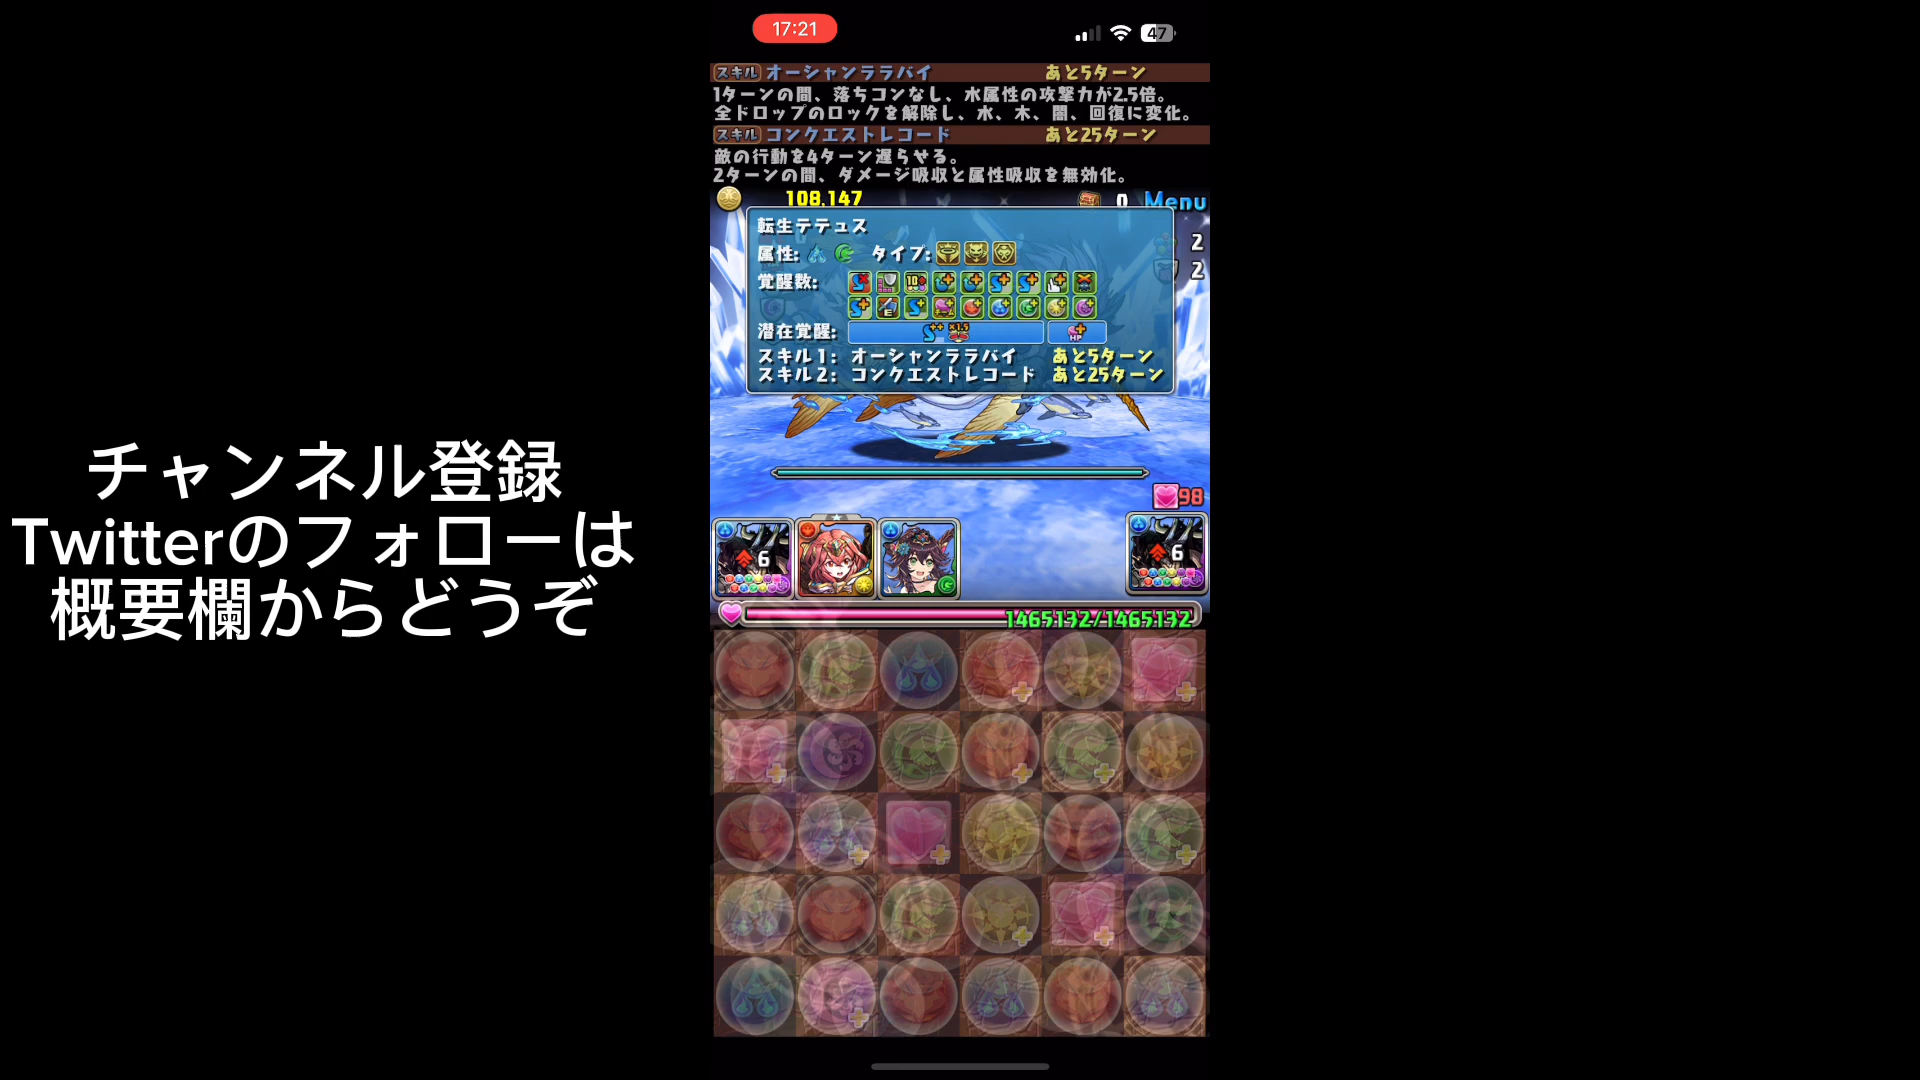 チャンネル登録
Twitterのフォローは
概要欄からどうぞ
17:21
47
スキル オーシャンララバイ あと5ターン
1ターンの間、落ちコンなし、水属性の攻撃力が2.5倍。
全ドロップのロックを解除し、水、木、闇、回復に変化。
スキル コンクエストレコード あと25ターン
敵の行動を4ターン遅らせる。
2ターンの間、ダメージ吸収と属性吸収を無効化。
108,147 0 Menu
転生テテュス
2
属性: タイプ:
2
覚醒数:
潜在覚醒:
スキル1: オーシャンララバイ あと5ターン
スキル2: コンクエストレコード あと25ターン
98
6
6
1465132/1465132